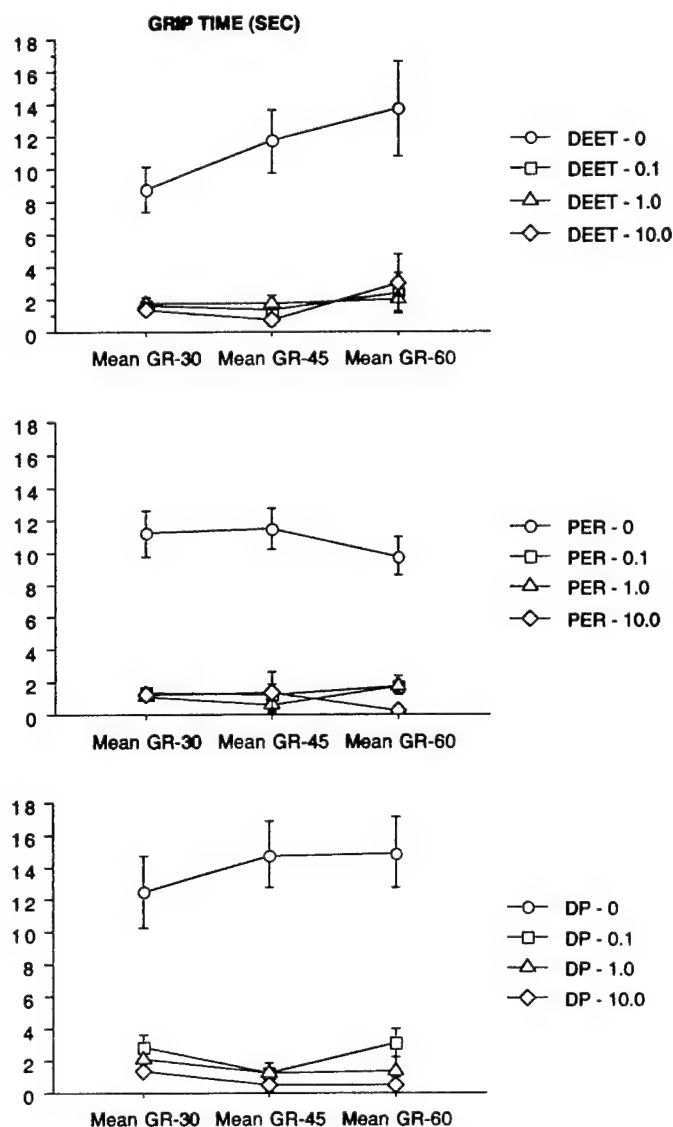 GRIP TIME (SEC)
18
16
14
12
10
8
6
4
2
0
Mean GR-30 Mean GR-45 Mean GR-60
DEET - 0
DEET - 0.1
DEET - 1.0
DEET - 10.0
18
16
14
12
10
8
6
4
2
0
Mean GR-30 Mean GR-45 Mean GR-60
PER - 0
PER - 0.1
PER - 1.0
PER - 10.0
18
16
14
12
10
8
6
4
2
0
Mean GR-30 Mean GR-45 Mean GR-60
DP - 0
DP - 0.1
DP - 1.0
DP - 10.0